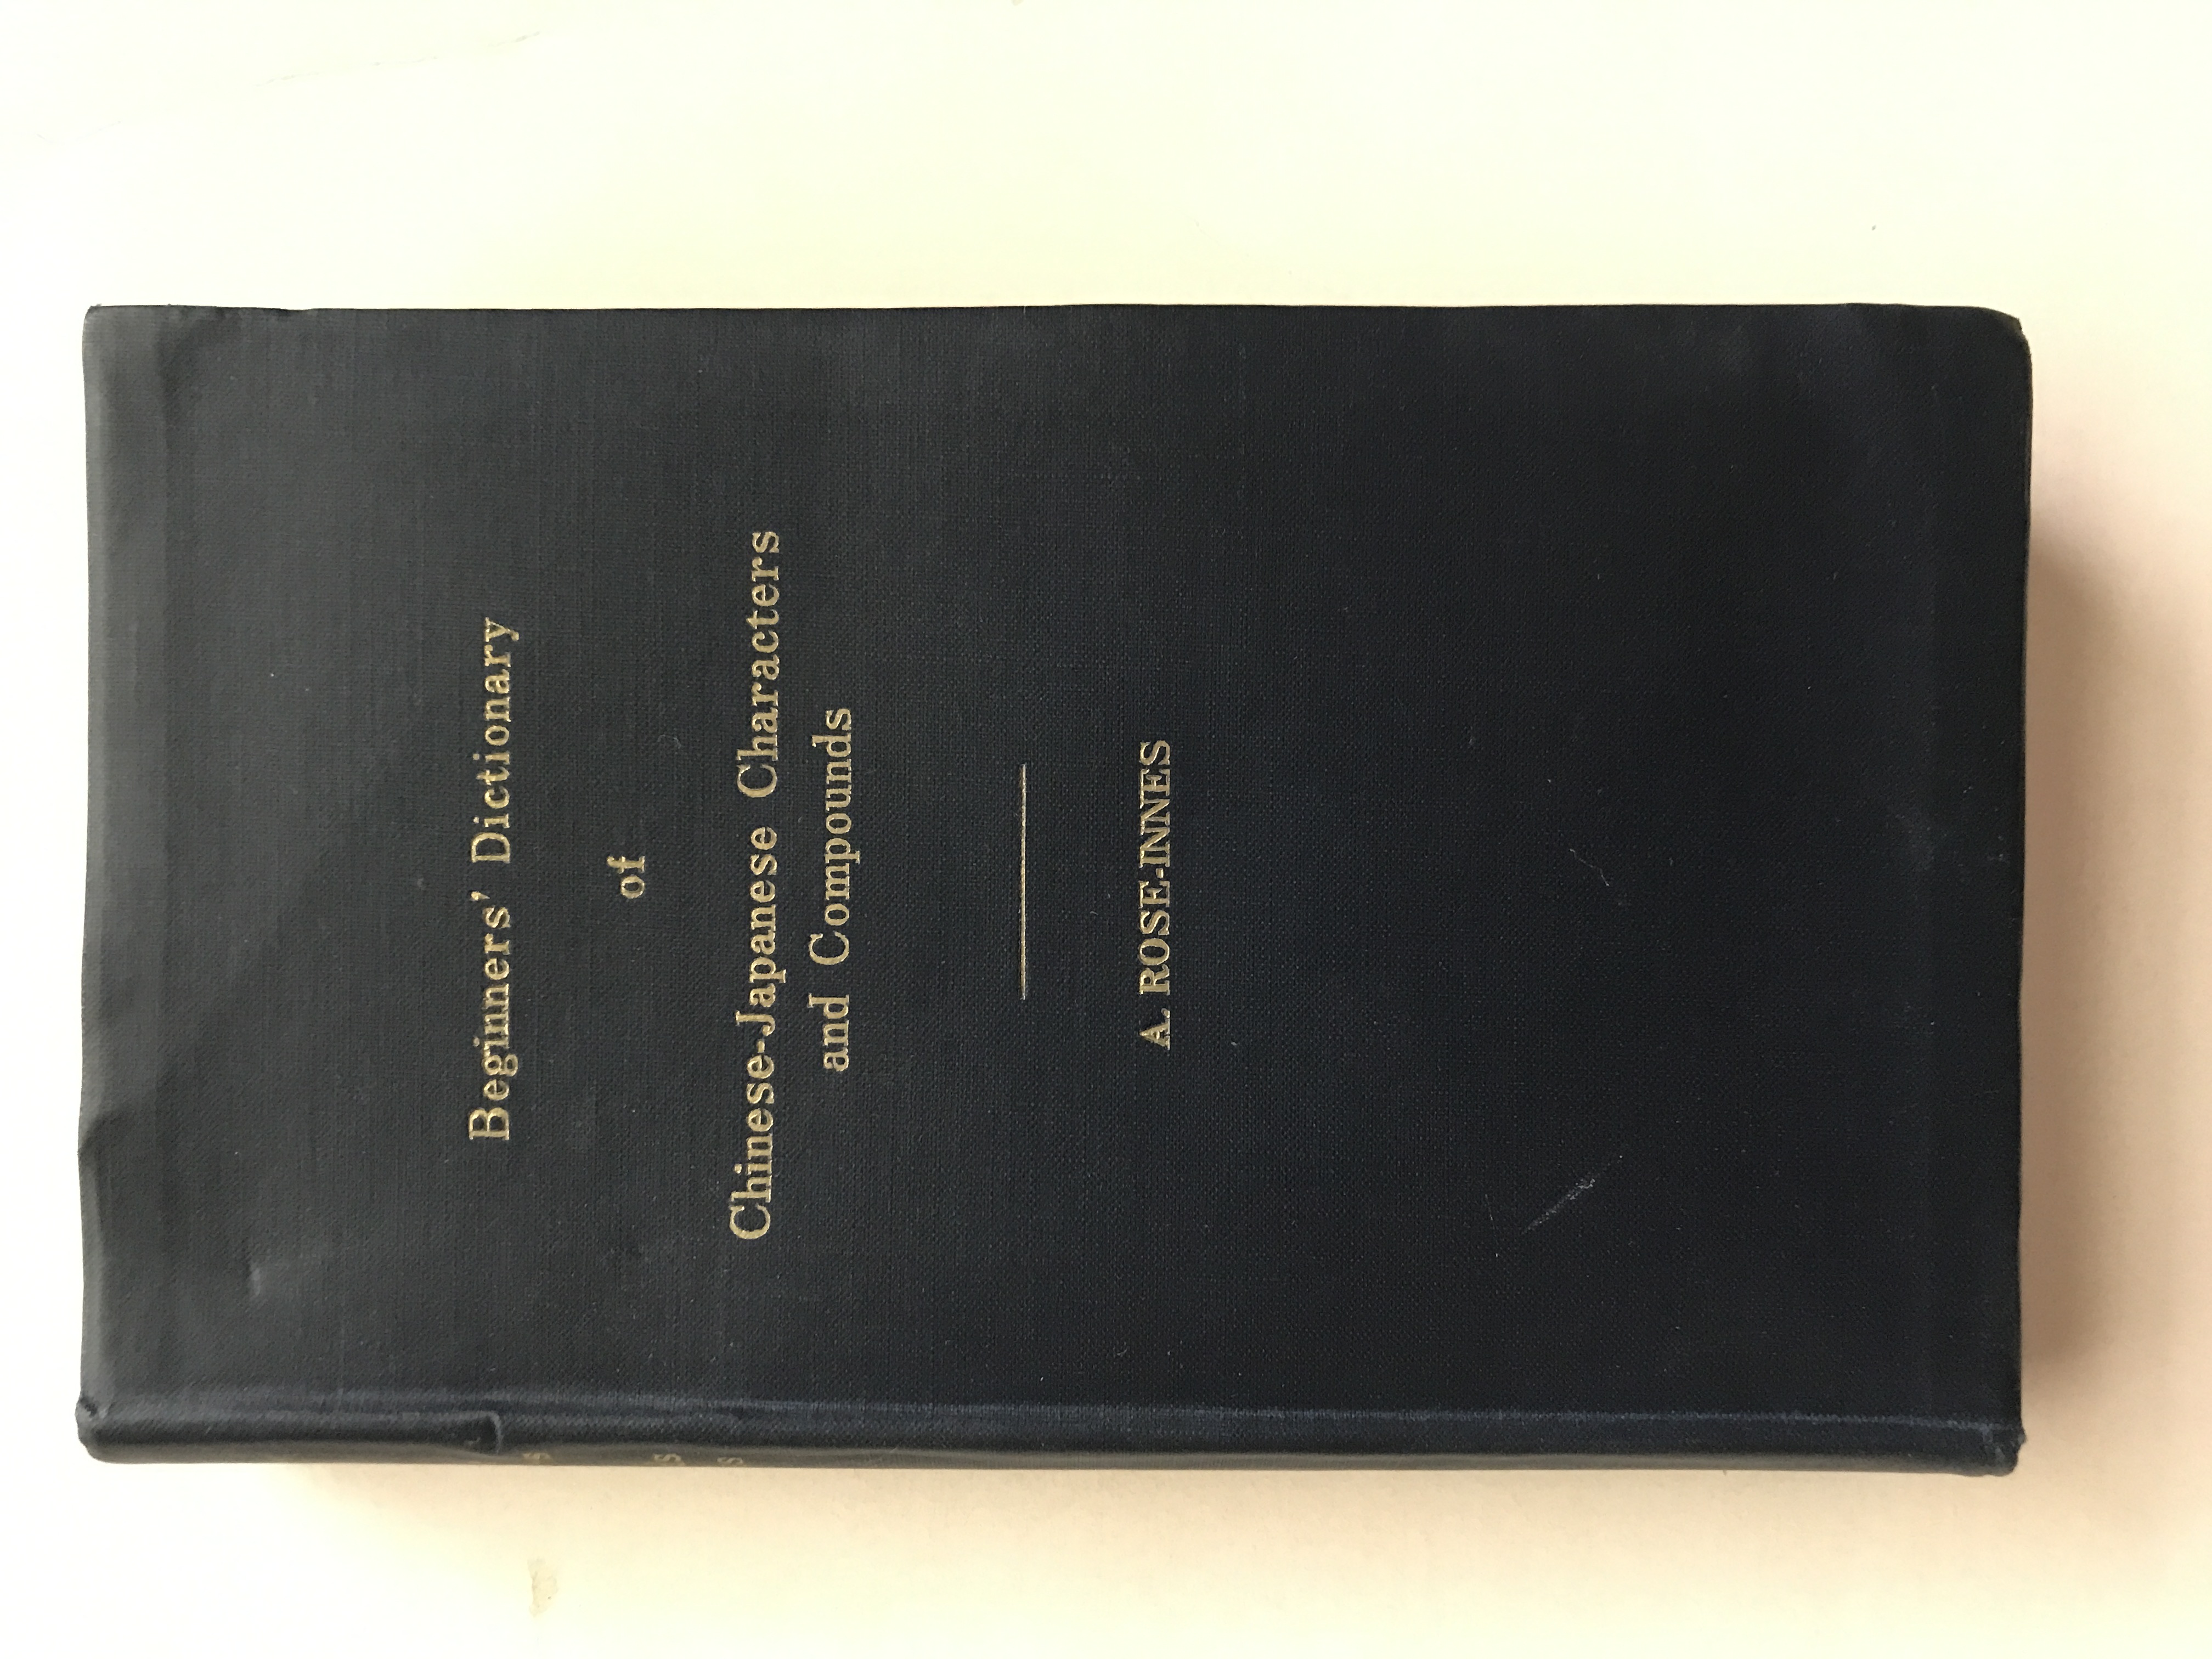 Beginners' Dictionary
of
Chinese-Japanese Characters
and Compounds
A. ROSE-INNES